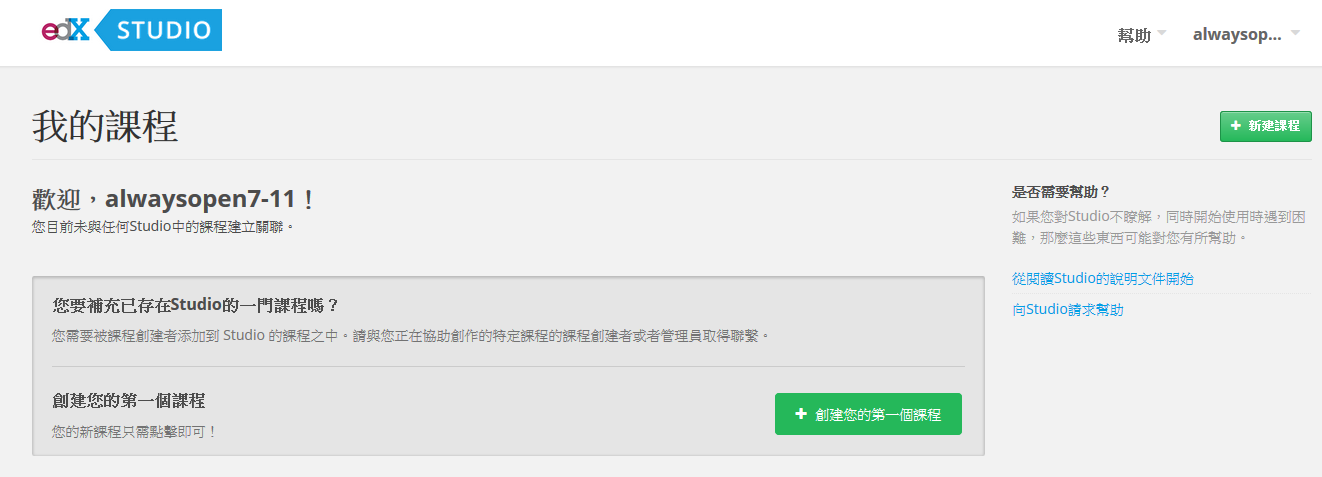 edX STUDIO
幫助
alwaysop...
我的課程
新建課程
歡迎，alwaysopen7-11！
您目前未與任何Studio中的課程建立關聯。
您要補充已存在Studio的一門課程嗎？
您需要被課程創建者添加到 Studio 的課程之中。請與您正在協助創作的特定課程的課程創建者或者管理員取得聯繫。
創建您的第一個課程
您的新課程只需點擊即可！
創建您的第一個課程
是否需要幫助？
如果您對Studio不瞭解，同時開始使用時遇到困
難，那麼這些東西可能對您有所幫助。
從閱讀Studio的說明文件開始
向Studio請求幫助